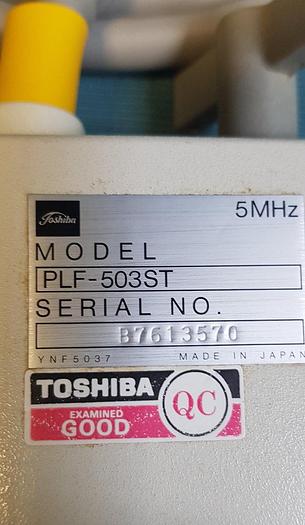 Toshiba
5MHz
MODEL
PLF-503ST
SERIAL NO.
B7613570
YNF5037 MADE IN JAPAN
TOSHIBA
EXAMINED
GOOD
QC